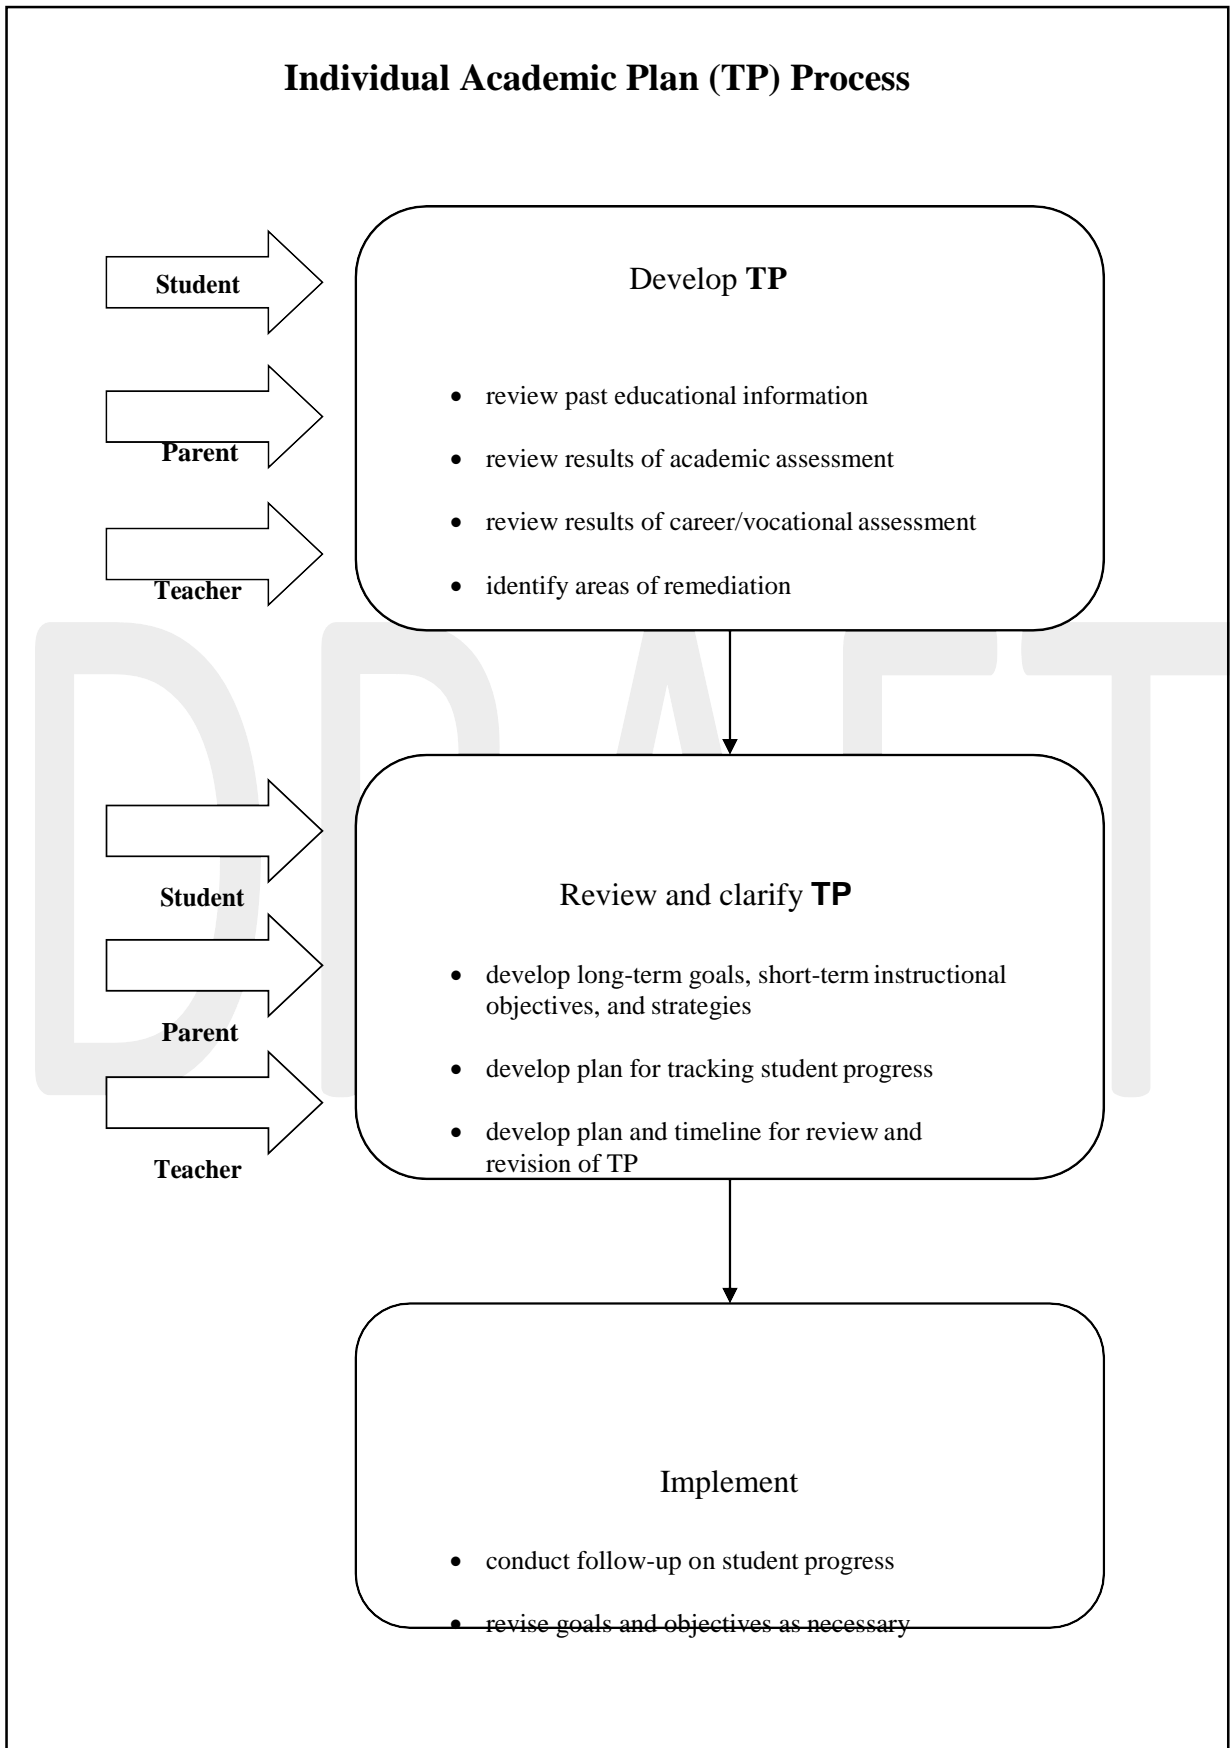 Individual Academic Plan (TP) Process
Student
Parent
Teacher
Develop TP
• review past educational information
• review results of academic assessment
• review results of career/vocational assessment
• identify areas of remediation
DRAFT
Student
Parent
Teacher
Review and clarify TP
• develop long-term goals, short-term instructional
objectives, and strategies
• develop plan for tracking student progress
• develop plan and timeline for review and
revision of TP
Implement
• conduct follow-up on student progress
• revise goals and objectives as necessary